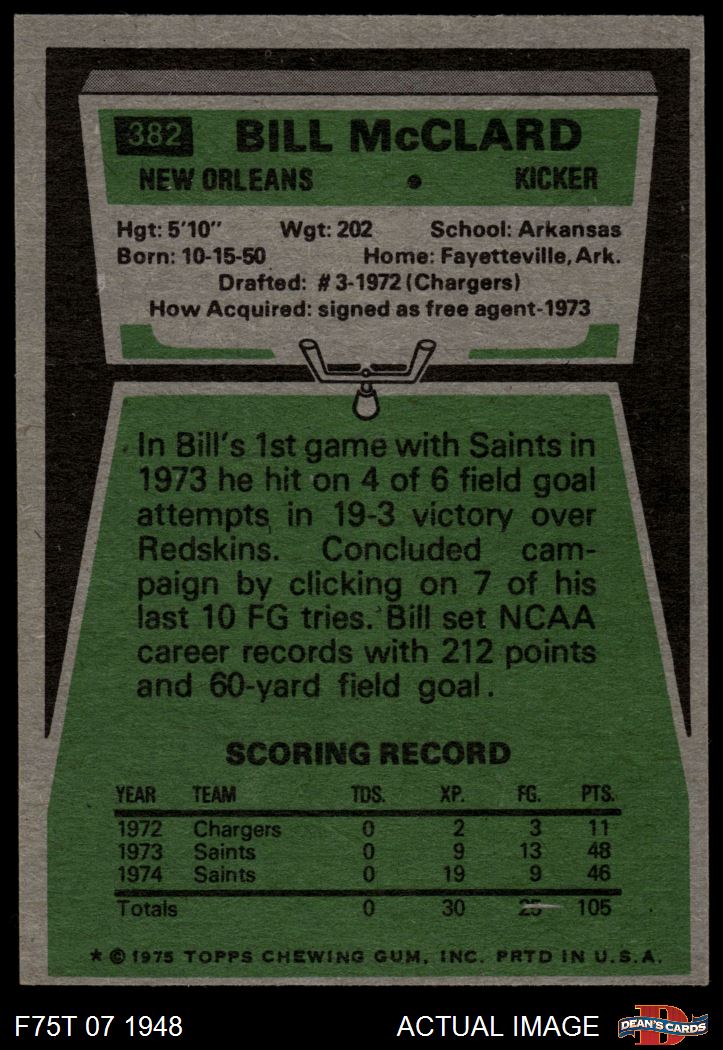 382 BILL McCLARD
NEW ORLEANS • KICKER
Hgt: 5'10" Wgt: 202 School: Arkansas
Born: 10-15-50 Home: Fayetteville, Ark.
Drafted: #3-1972 (Chargers)
How Acquired: signed as free agent-1973
In Bill's 1st game with Saints in
1973 he hit on 4 of 6 field goal
attempts in 19-3 victory over
Redskins. Concluded cam-
paign by clicking on 7 of his
last 10 FG tries. Bill set NCAA
career records with 212 points
and 60-yard field goal.
SCORING RECORD
YEAR TEAM TDS. XP. FG. PTS.
1972 Chargers 0 2 3 11
1973 Saints 0 9 13 48
1974 Saints 0 19 9 46
Totals 0 30 25 105
★ © 1975 TOPPS CHEWING GUM, INC. PRTD IN U.S.A.
F75T 07 1948 ACTUAL IMAGE
D
DEAN'S CARDS